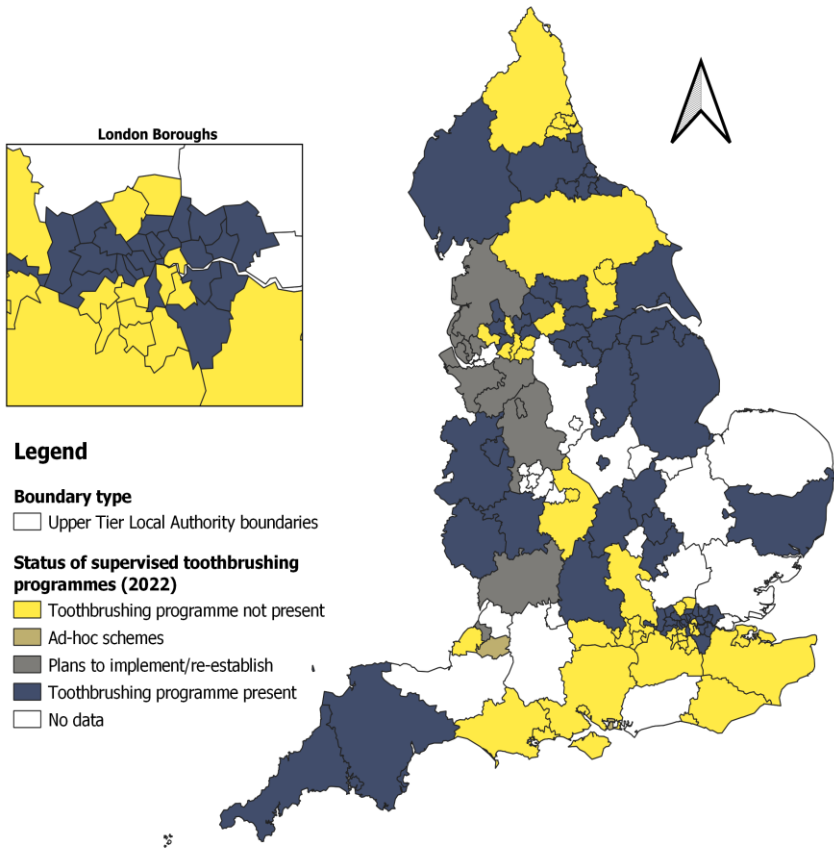 London Boroughs
Legend
Boundary type
Upper Tier Local Authority boundaries
Status of supervised toothbrushing
programmes (2022)
Toothbrushing programme not present
Ad-hoc schemes
Plans to implement/re-establish
Toothbrushing programme present
No data